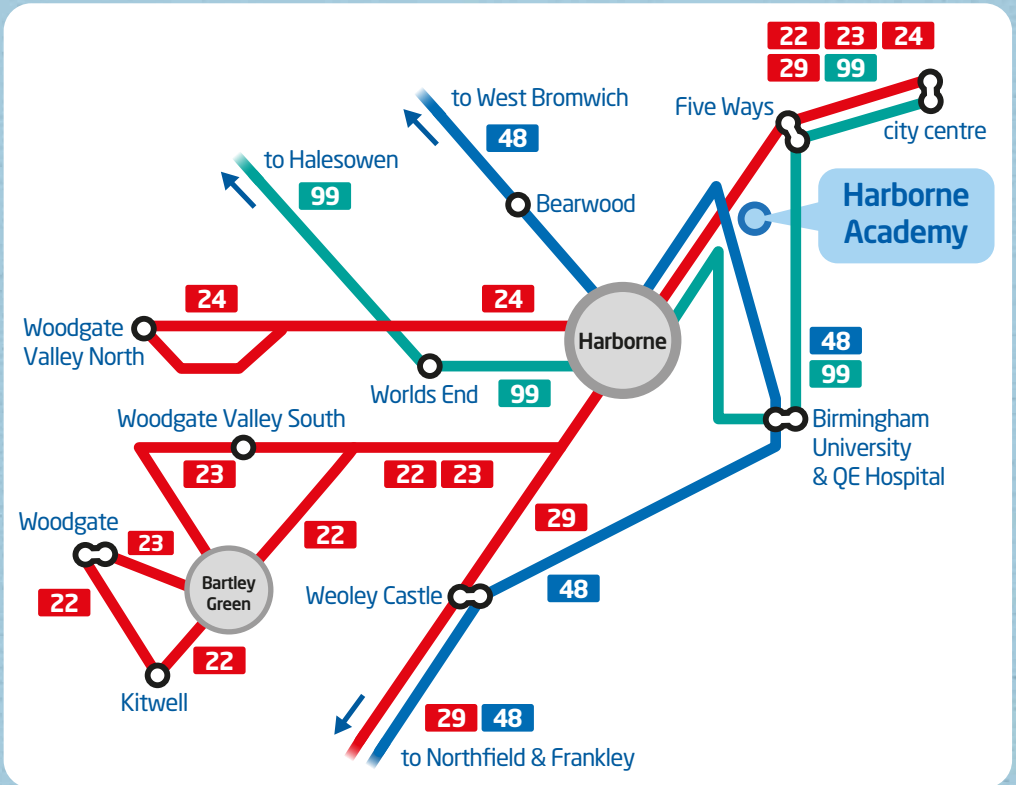 22 23 24
29 99
to West Bromwich
48
Five Ways
city centre
to Halesowen
99
Bearwood
Harborne
Academy
24
24
Woodgate
Valley North
Harborne
48
99
Worlds End
99
Woodgate Valley South
Birmingham
University
& QE Hospital
23
22 23
Woodgate
23
22
29
Bartley
Green
Weoley Castle
48
22
22
Kitwell
29 48
to Northfield & Frankley